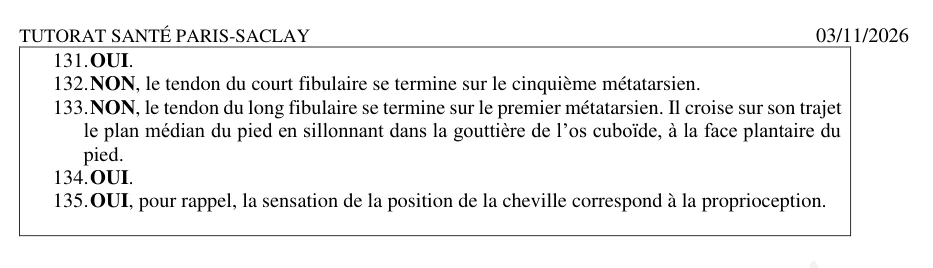 TUTORAT SANTÉ PARIS-SACLAY 03/11/2026
131. OUI.
132. NON, le tendon du court fibulaire se termine sur le cinquième métatarsien.
133. NON, le tendon du long fibulaire se termine sur le premier métatarsien. Il croise sur son trajet
le plan médian du pied en sillonnant dans la gouttière de l’os cuboïde, à la face plantaire du
pied.
134. OUI.
135. OUI, pour rappel, la sensation de la position de la cheville correspond à la proprioception.